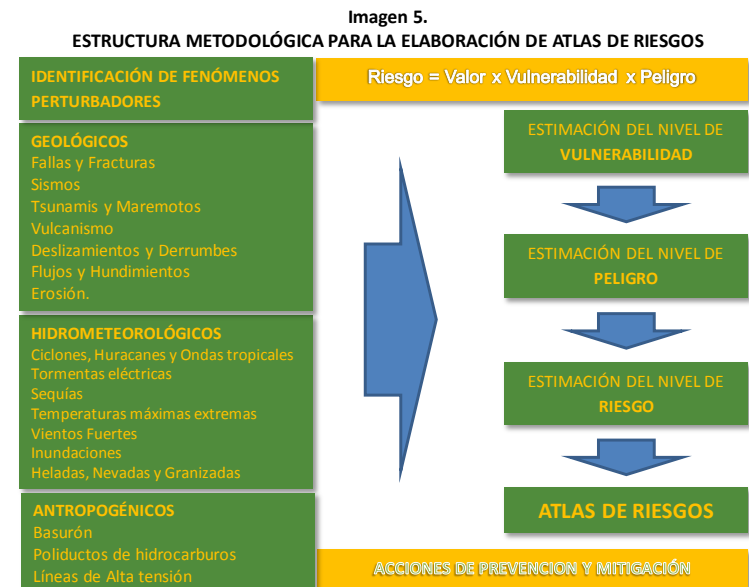 Imagen 5.
ESTRUCTURA METODOLÓGICA PARA LA ELABORACIÓN DE ATLAS DE RIESGOS
IDENTIFICACIÓN DE FENÓMENOS
PERTURBADORES
GEOLÓGICOS
Fallas y Fracturas
Sismos
Tsunamis y Maremotos
Vulcanismo
Deslizamientos y Derrumbes
Flujos y Hundimientos
Erosión.
HIDROMETEOROLÓGICOS
Ciclones, Huracanes y Ondas tropicales
Tormentas eléctricas
Sequías
Temperaturas máximas extremas
Vientos Fuertes
Inundaciones
Heladas, Nevadas y Granizadas
ANTROPOGÉNICOS
Basurón
Poliductos de hidrocarburos
Líneas de Alta tensión
Riesgo = Valor x Vulnerabilidad x Peligro
ESTIMACIÓN DEL NIVEL DE
VULNERABILIDAD
ESTIMACIÓN DEL NIVEL DE
PELIGRO
ESTIMACIÓN DEL NIVEL DE
RIESGO
ATLAS DE RIESGOS
ACCIONES DE PREVENCION Y MITIGACIÓN